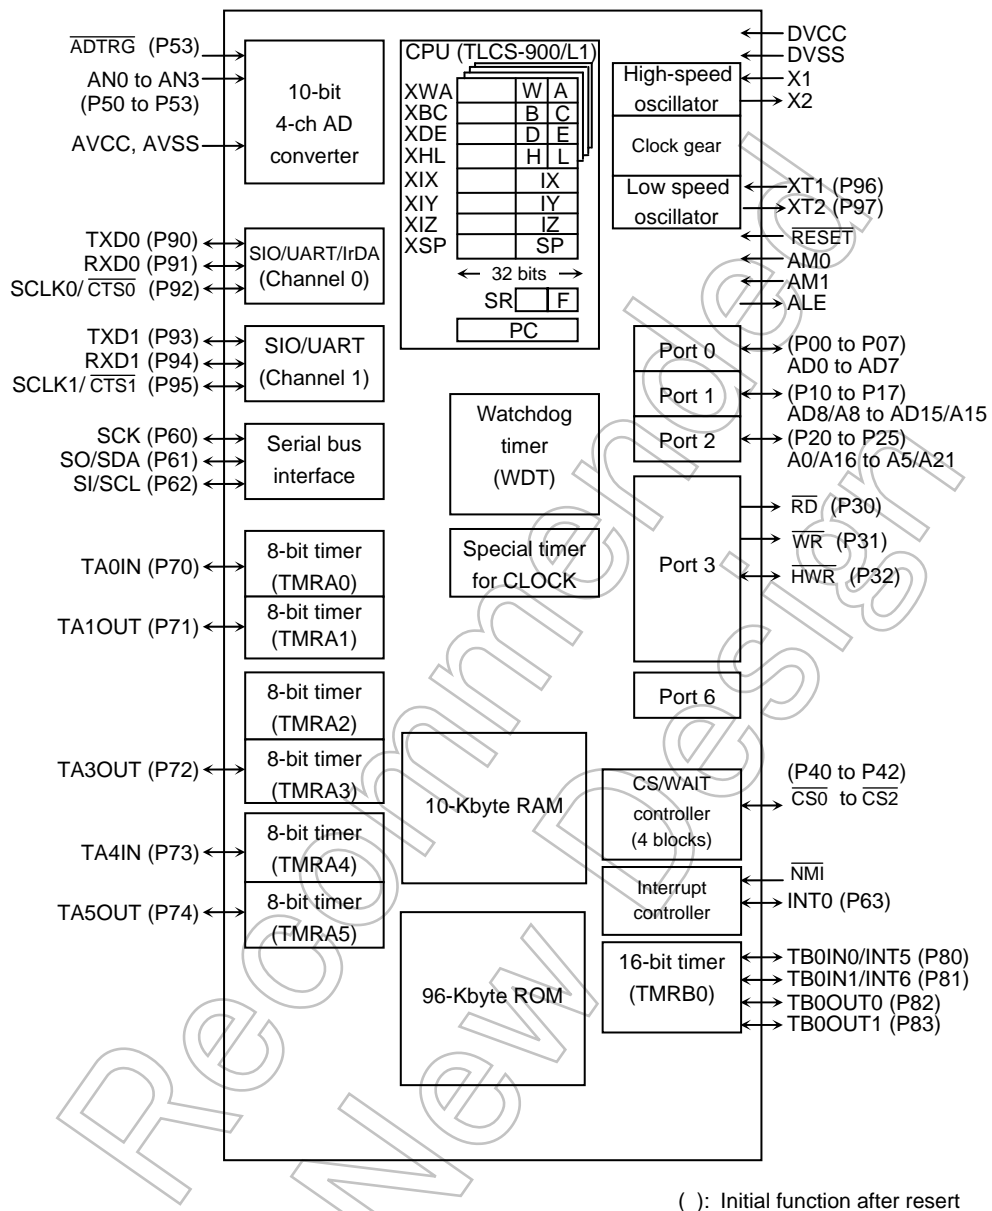 ADTRG (P53)
AN0 to AN3
(P50 to P53)
AVCC, AVSS
10-bit
4-ch AD
converter
TXD0 (P90)
RXD0 (P91)
SCLK0/ CTS0 (P92)
SIO/UART/IrDA
(Channel 0)
TXD1 (P93)
RXD1 (P94)
SCLK1/ CTS1 (P95)
SIO/UART
(Channel 1)
SCK (P60)
SO/SDA (P61)
SI/SCL (P62)
Serial bus
interface
TA0IN (P70)
8-bit timer
(TMRA0)
TA1OUT (P71)
8-bit timer
(TMRA1)
8-bit timer
(TMRA2)
TA3OUT (P72)
8-bit timer
(TMRA3)
TA4IN (P73)
8-bit timer
(TMRA4)
TA5OUT (P74)
8-bit timer
(TMRA5)
CPU (TLCS-900/L1)
XWA W A
XBC B C
XDE D E
XHL H L
XIX IX
XIY IY
XIZ IZ
XSP SP
32 bits
SR F
PC
Watchdog
timer
(WDT)
Special timer
for CLOCK
10-Kbyte RAM
96-Kbyte ROM
High-speed
oscillator
Clock gear
Low speed
oscillator
DVCC
DVSS
X1
X2
XT1 (P96)
XT2 (P97)
RESET
AM0
AM1
ALE
Port 0
(P00 to P07)
AD0 to AD7
Port 1
(P10 to P17)
AD8/A8 to AD15/A15
Port 2
(P20 to P25)
A0/A16 to A5/A21
Port 3
RD (P30)
WR (P31)
HWR (P32)
Port 6
CS/WAIT
controller
(4 blocks)
(P40 to P42)
CS0 to CS2
Interrupt
controller
NMI
INT0 (P63)
16-bit timer
(TMRB0)
TB0IN0/INT5 (P80)
TB0IN1/INT6 (P81)
TB0OUT0 (P82)
TB0OUT1 (P83)
( ): Initial function after resert
Recommended
New Design